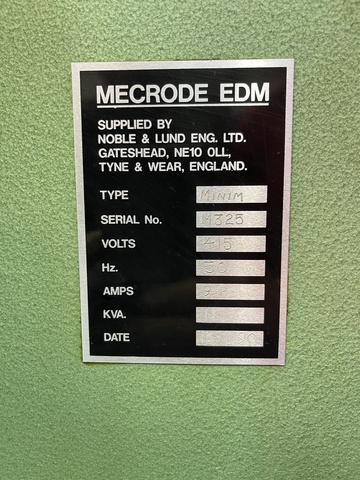 MECRODE EDM
SUPPLIED BY
NOBLE & LUND ENG. LTD.
GATESHEAD, NE10 OLL,
TYNE & WEAR, ENGLAND.
TYPE MINIM
SERIAL No. M325
VOLTS 415
Hz. 50
AMPS
KVA.
DATE